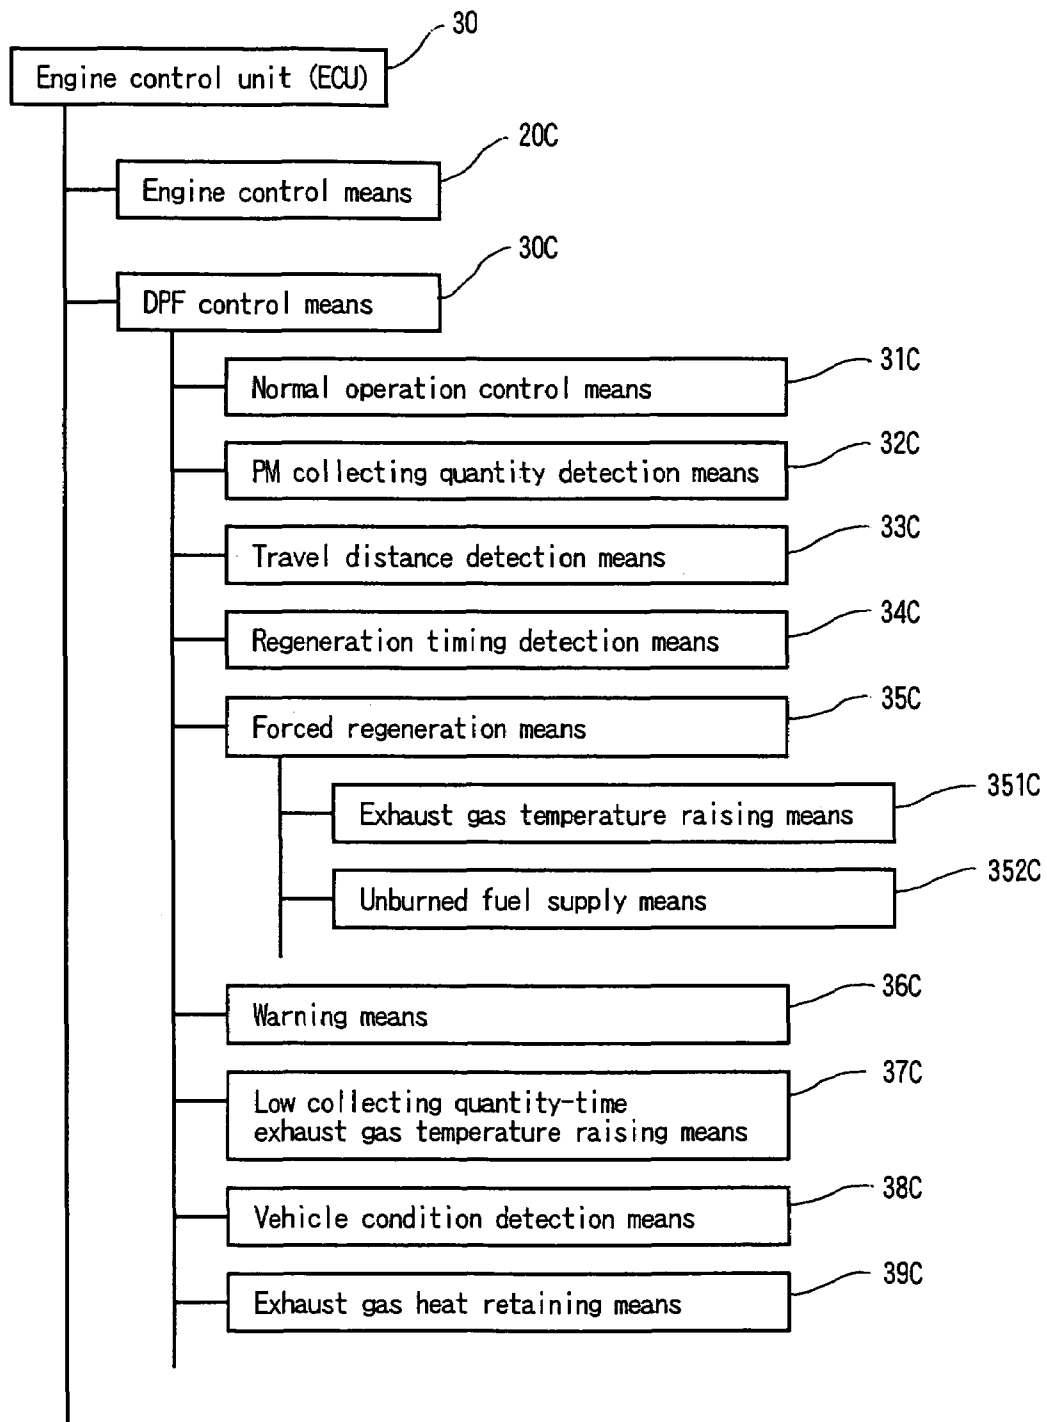 30
Engine control unit (ECU)
20C
Engine control means
30C
DPF control means
31C
Normal operation control means
32C
PM collecting quantity detection means
33C
Travel distance detection means
34C
Regeneration timing detection means
35C
Forced regeneration means
351C
Exhaust gas temperature raising means
352C
Unburned fuel supply means
36C
Warning means
37C
Low collecting quantity-time
exhaust gas temperature raising means
38C
Vehicle condition detection means
39C
Exhaust gas heat retaining means